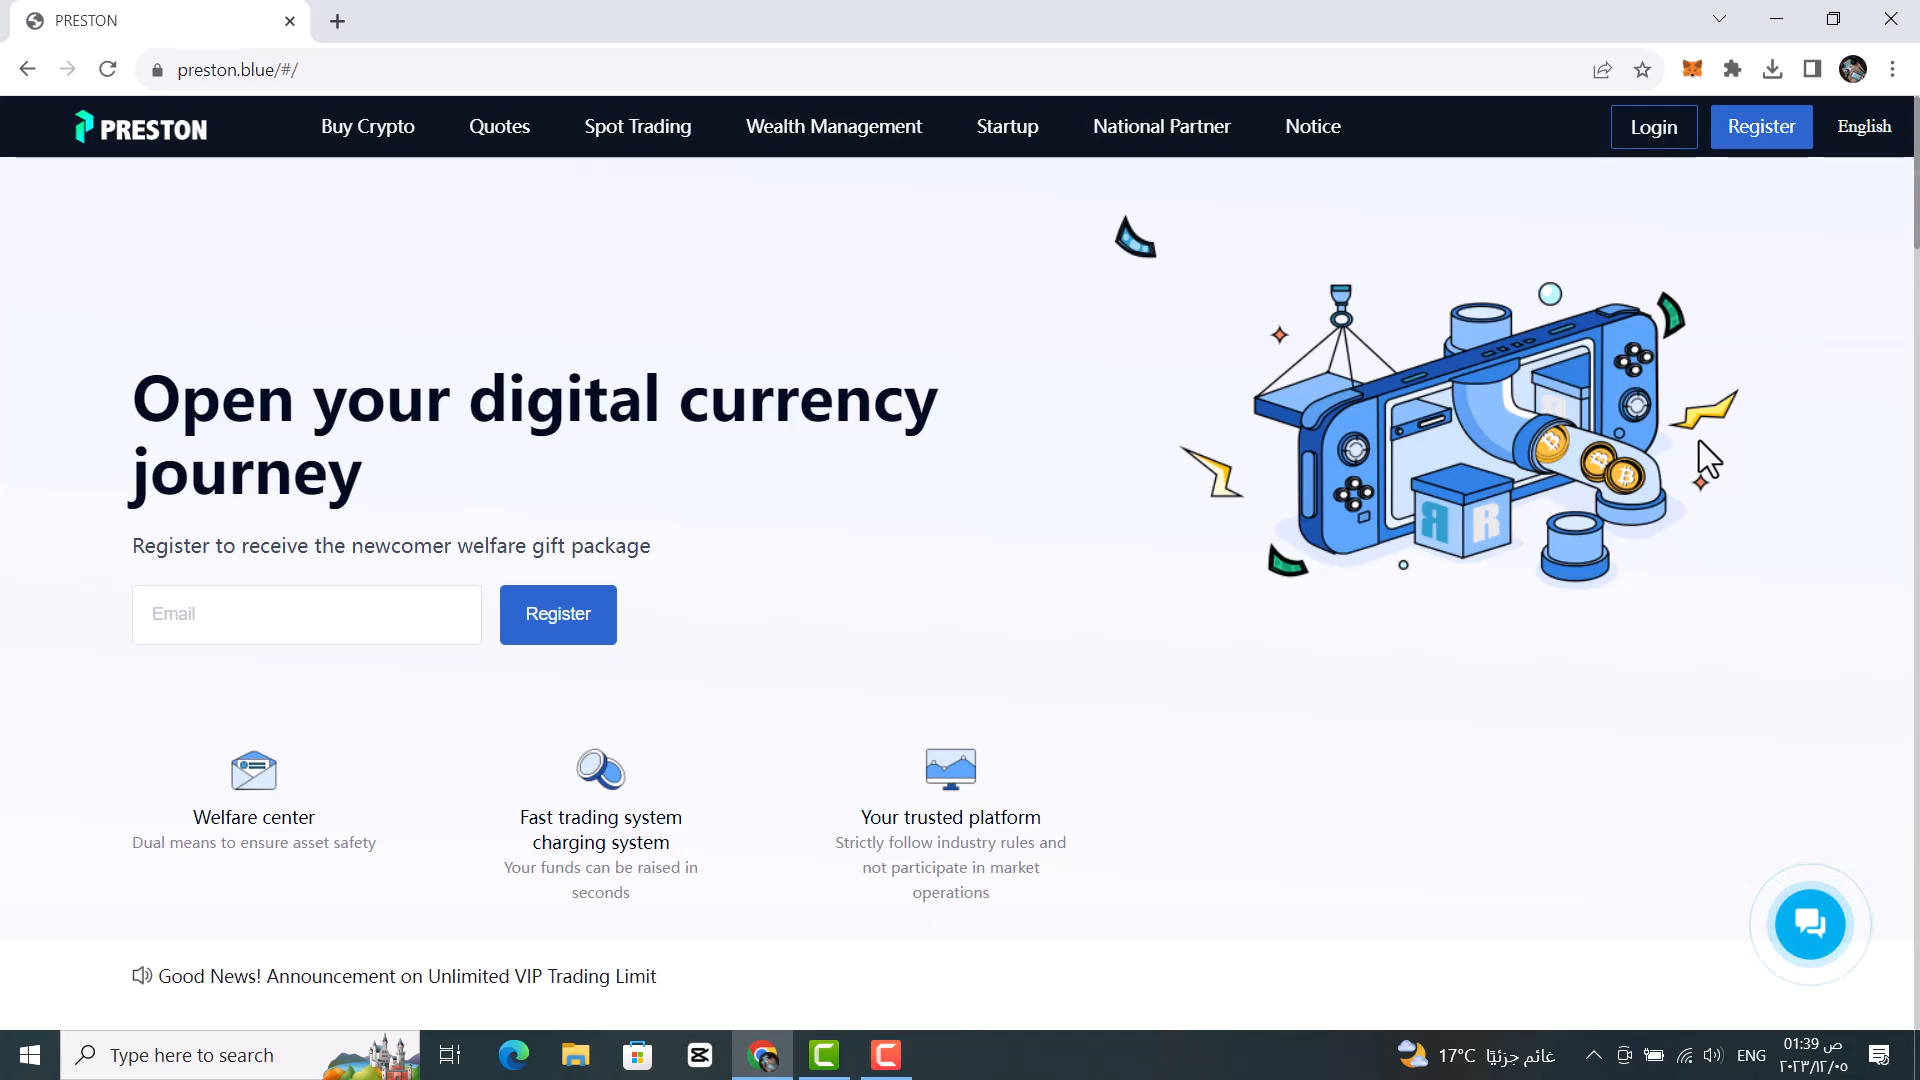 PRESTON
preston.blue/#/
PRESTON
Buy Crypto
Quotes
Spot Trading
Wealth Management
Startup
National Partner
Notice
Login
Register
English
Open your digital currency
journey
Register to receive the newcomer welfare gift package
Email
Register
R R
Welfare center
Dual means to ensure asset safety
Fast trading system
charging system
Your funds can be raised in
seconds
Your trusted platform
Strictly follow industry rules and
not participate in market
operations
Good News! Announcement on Unlimited VIP Trading Limit
Type here to search
17°C غائم جزئيًا
ENG
01:39 ص
٢٠٢٣/١٢/٠٥